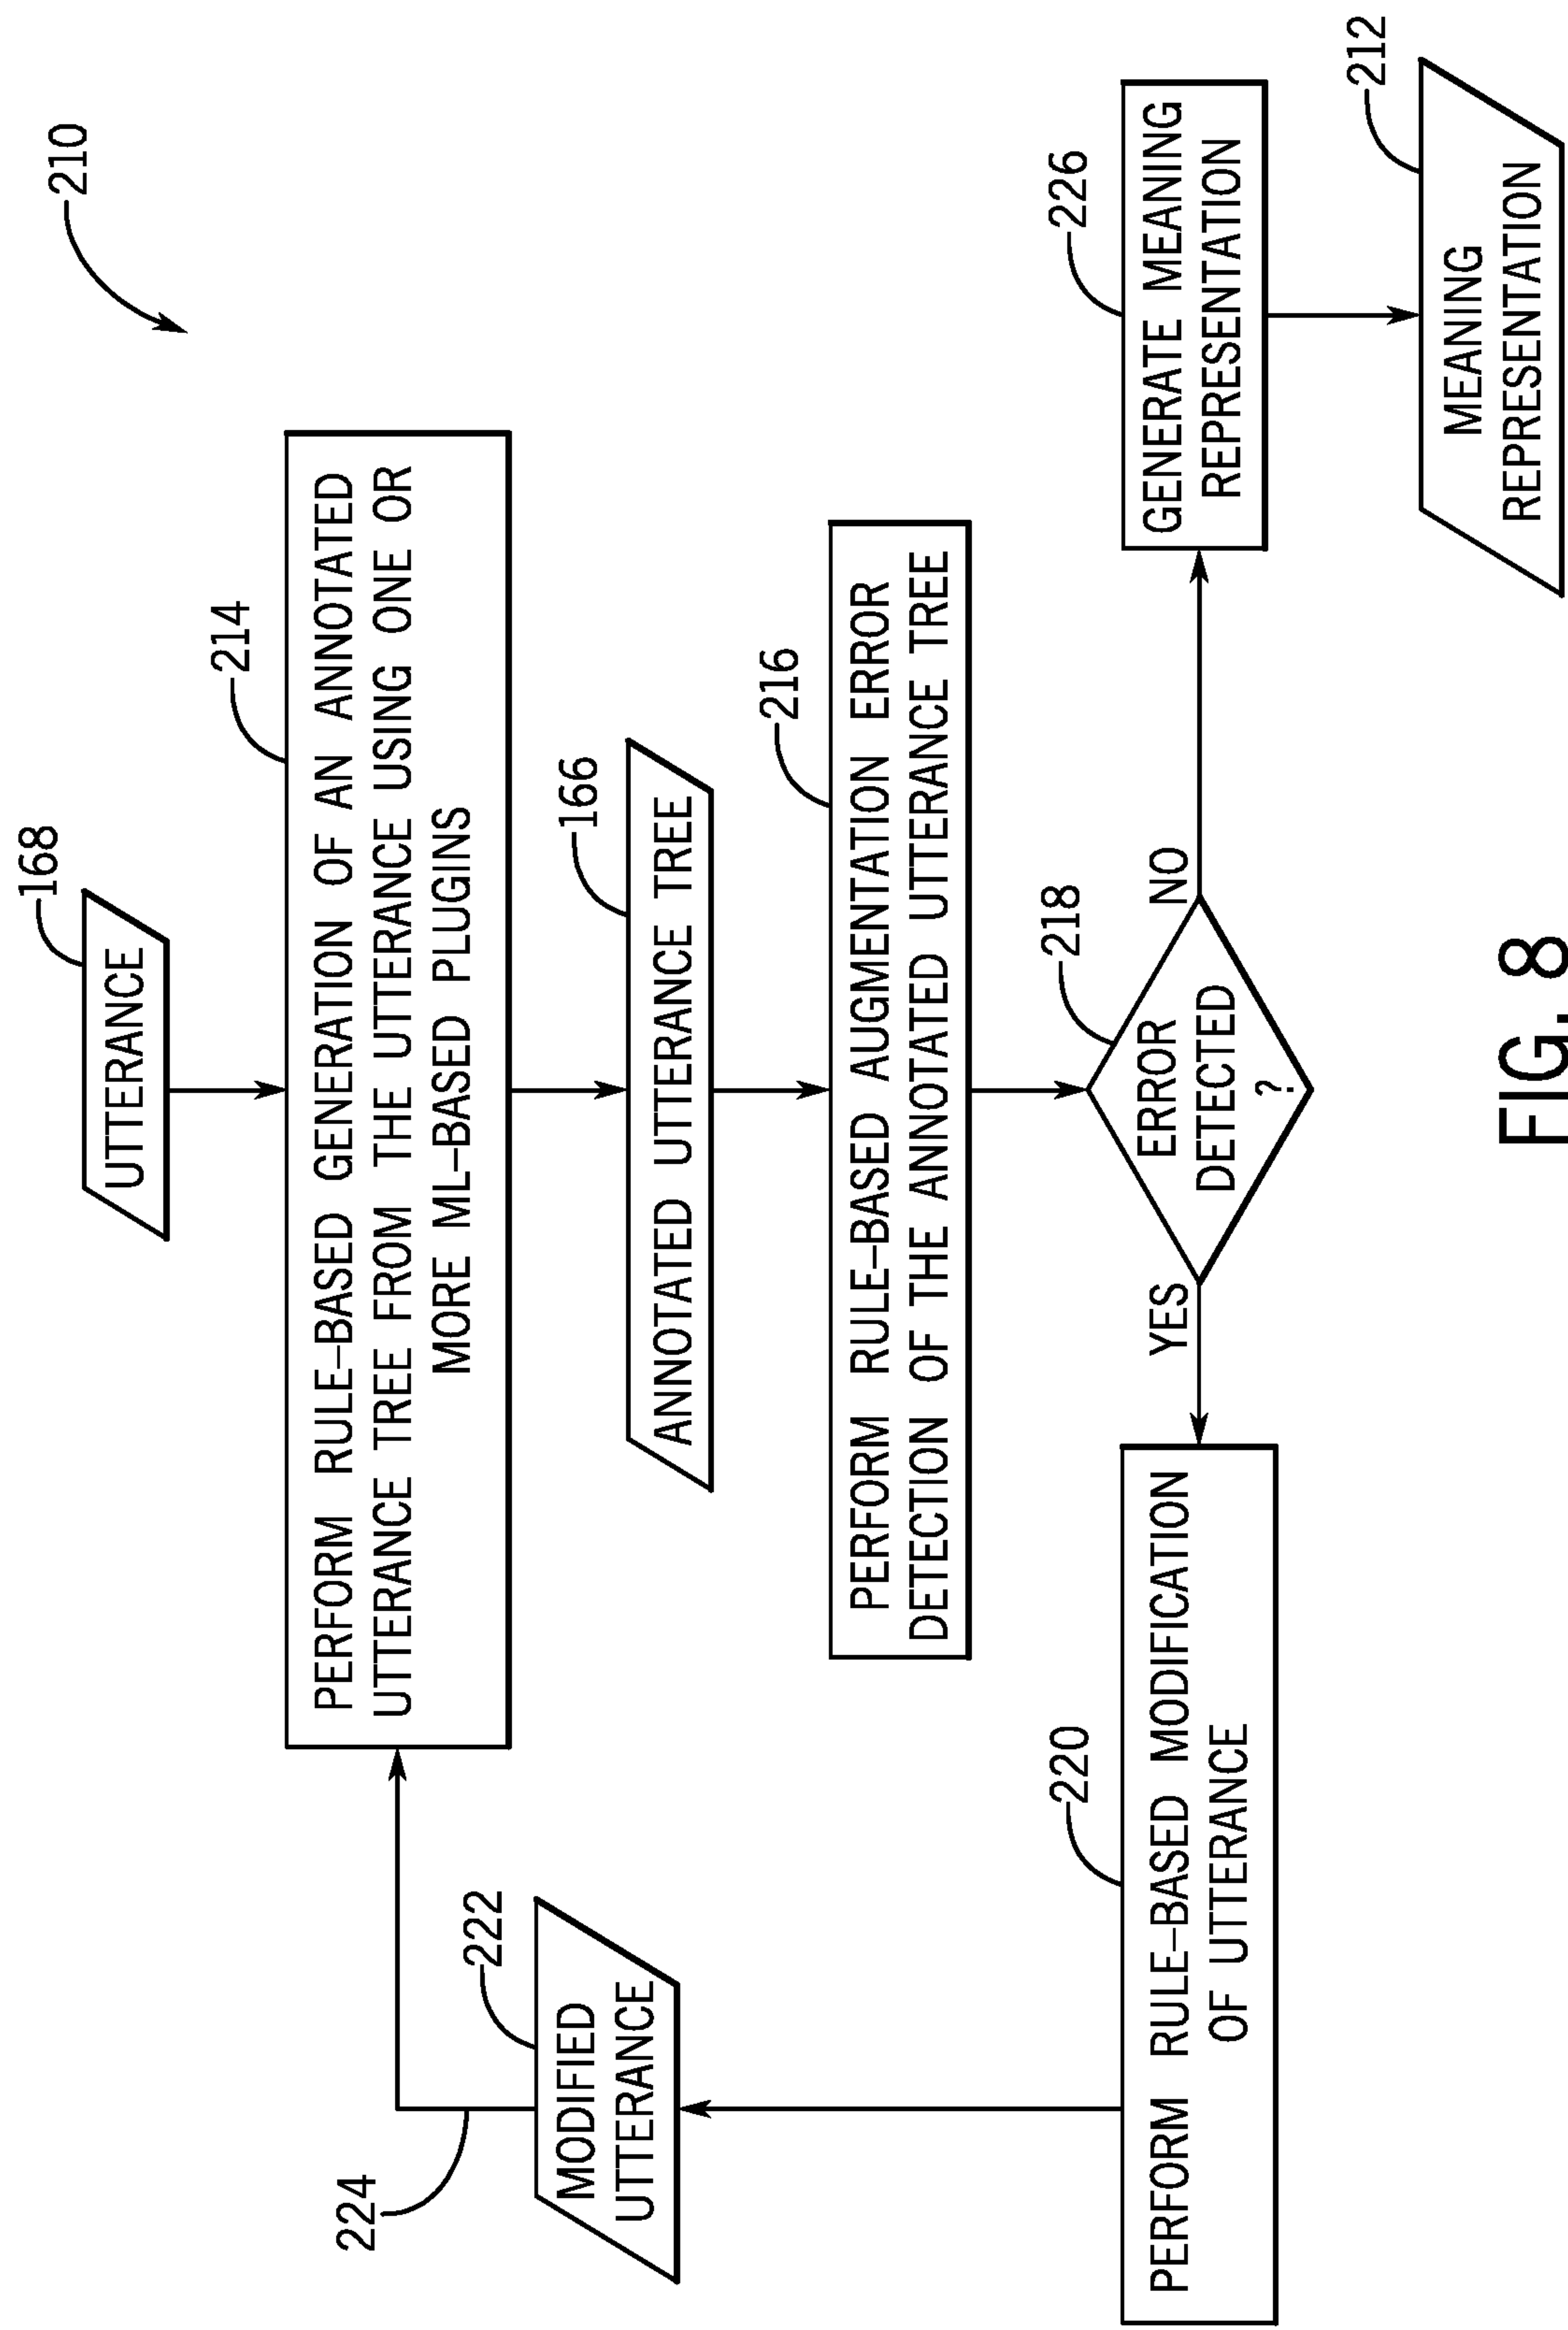 210
168
UTTERANCE
214
PERFORM RULE-BASED GENERATION OF AN ANNOTATED
UTTERANCE TREE FROM THE UTTERANCE USING ONE OR
MORE ML-BASED PLUGINS
224
222
MODIFIED
UTTERANCE
166
ANNOTATED UTTERANCE TREE
216
PERFORM RULE-BASED AUGMENTATION ERROR
DETECTION OF THE ANNOTATED UTTERANCE TREE
218
ERROR
DETECTED
?
YES
NO
220
PERFORM RULE-BASED MODIFICATION
OF UTTERANCE
226
GENERATE MEANING
REPRESENTATION
212
MEANING
REPRESENTATION
FIG. 8